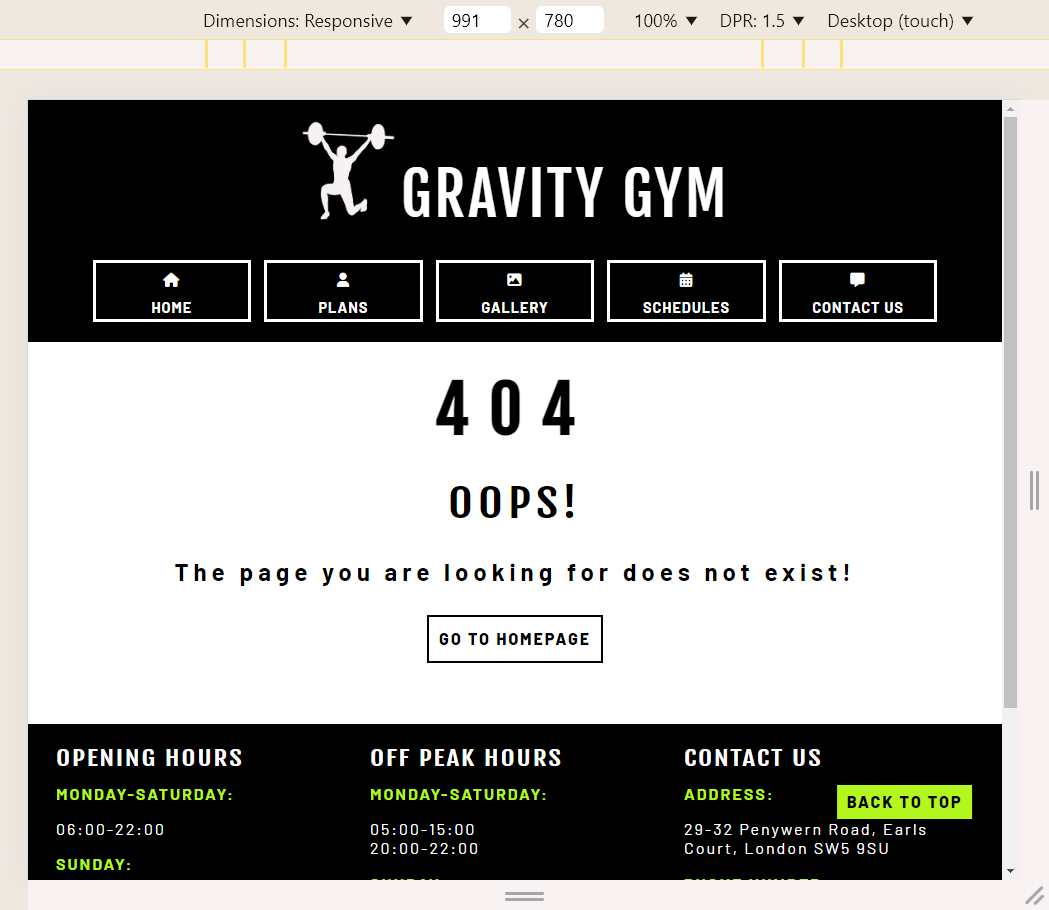 Dimensions: Responsive ▼ 991 × 780 100% ▼ DPR: 1.5 ▼ Desktop (touch) ▼
GRAVITY GYM
HOME PLANS GALLERY SCHEDULES CONTACT US
404
OOPS!
The page you are looking for does not exist!
GO TO HOMEPAGE
OPENING HOURS
MONDAY-SATURDAY:
06:00-22:00
SUNDAY:
OFF PEAK HOURS
MONDAY-SATURDAY:
05:00-15:00
20:00-22:00
CONTACT US
ADDRESS:
29-32 Penywern Road, Earls
Court, London SW5 9SU
BACK TO TOP